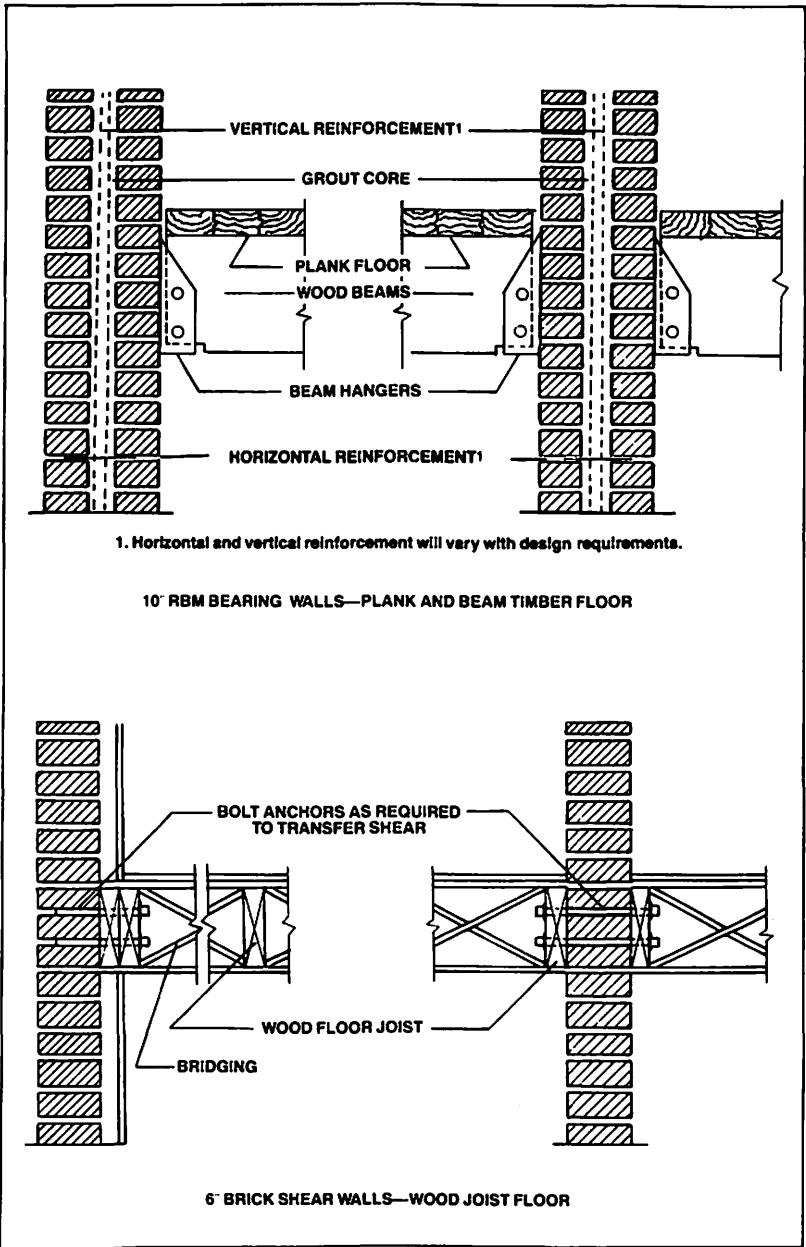 VERTICAL REINFORCEMENT1
GROUT CORE
PLANK FLOOR
WOOD BEAMS
BEAM HANGERS
HORIZONTAL REINFORCEMENT1
1. Horizontal and vertical reinforcement will vary with design requirements.
10" RBM BEARING WALLS—PLANK AND BEAM TIMBER FLOOR
BOLT ANCHORS AS REQUIRED
TO TRANSFER SHEAR
WOOD FLOOR JOIST
BRIDGING
6" BRICK SHEAR WALLS—WOOD JOIST FLOOR